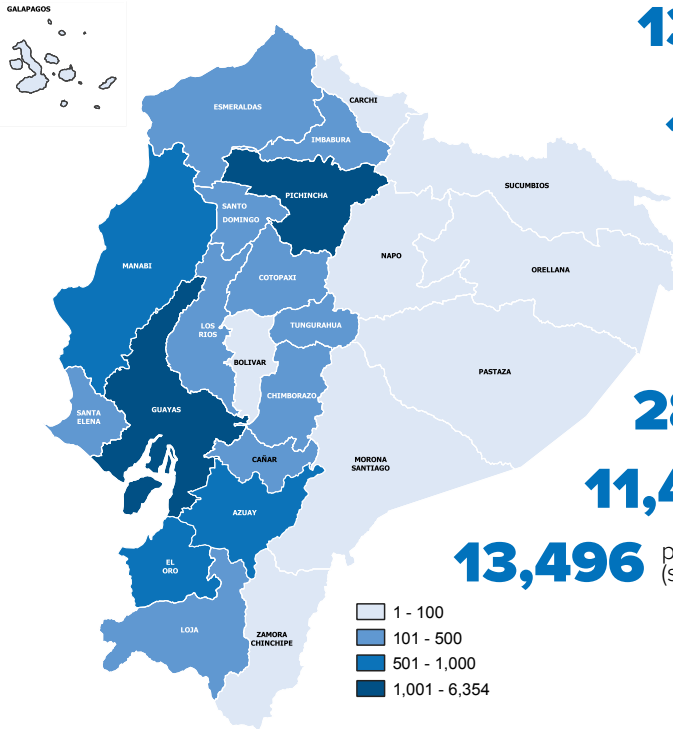 GALAPAGOS
ESMERALDAS
CARCHI
IMBABURA
PICHINCHA
SUCUMBIOS
SANTO
DOMINGO
NAPO
MANABI
ORELLANA
COTOPAXI
LOS
RIOS
TUNGURAHUA
BOLIVAR
PASTAZA
CHIMBORAZO
SANTA
ELENA
GUAYAS
CAÑAR
MORONA
SANTIAGO
11,4
AZUAY
13,496
EL
ORO
1 - 100
LOJA
ZAMORA
CHINCHIPE
101 - 500
501 - 1,000
1,001 - 6,354